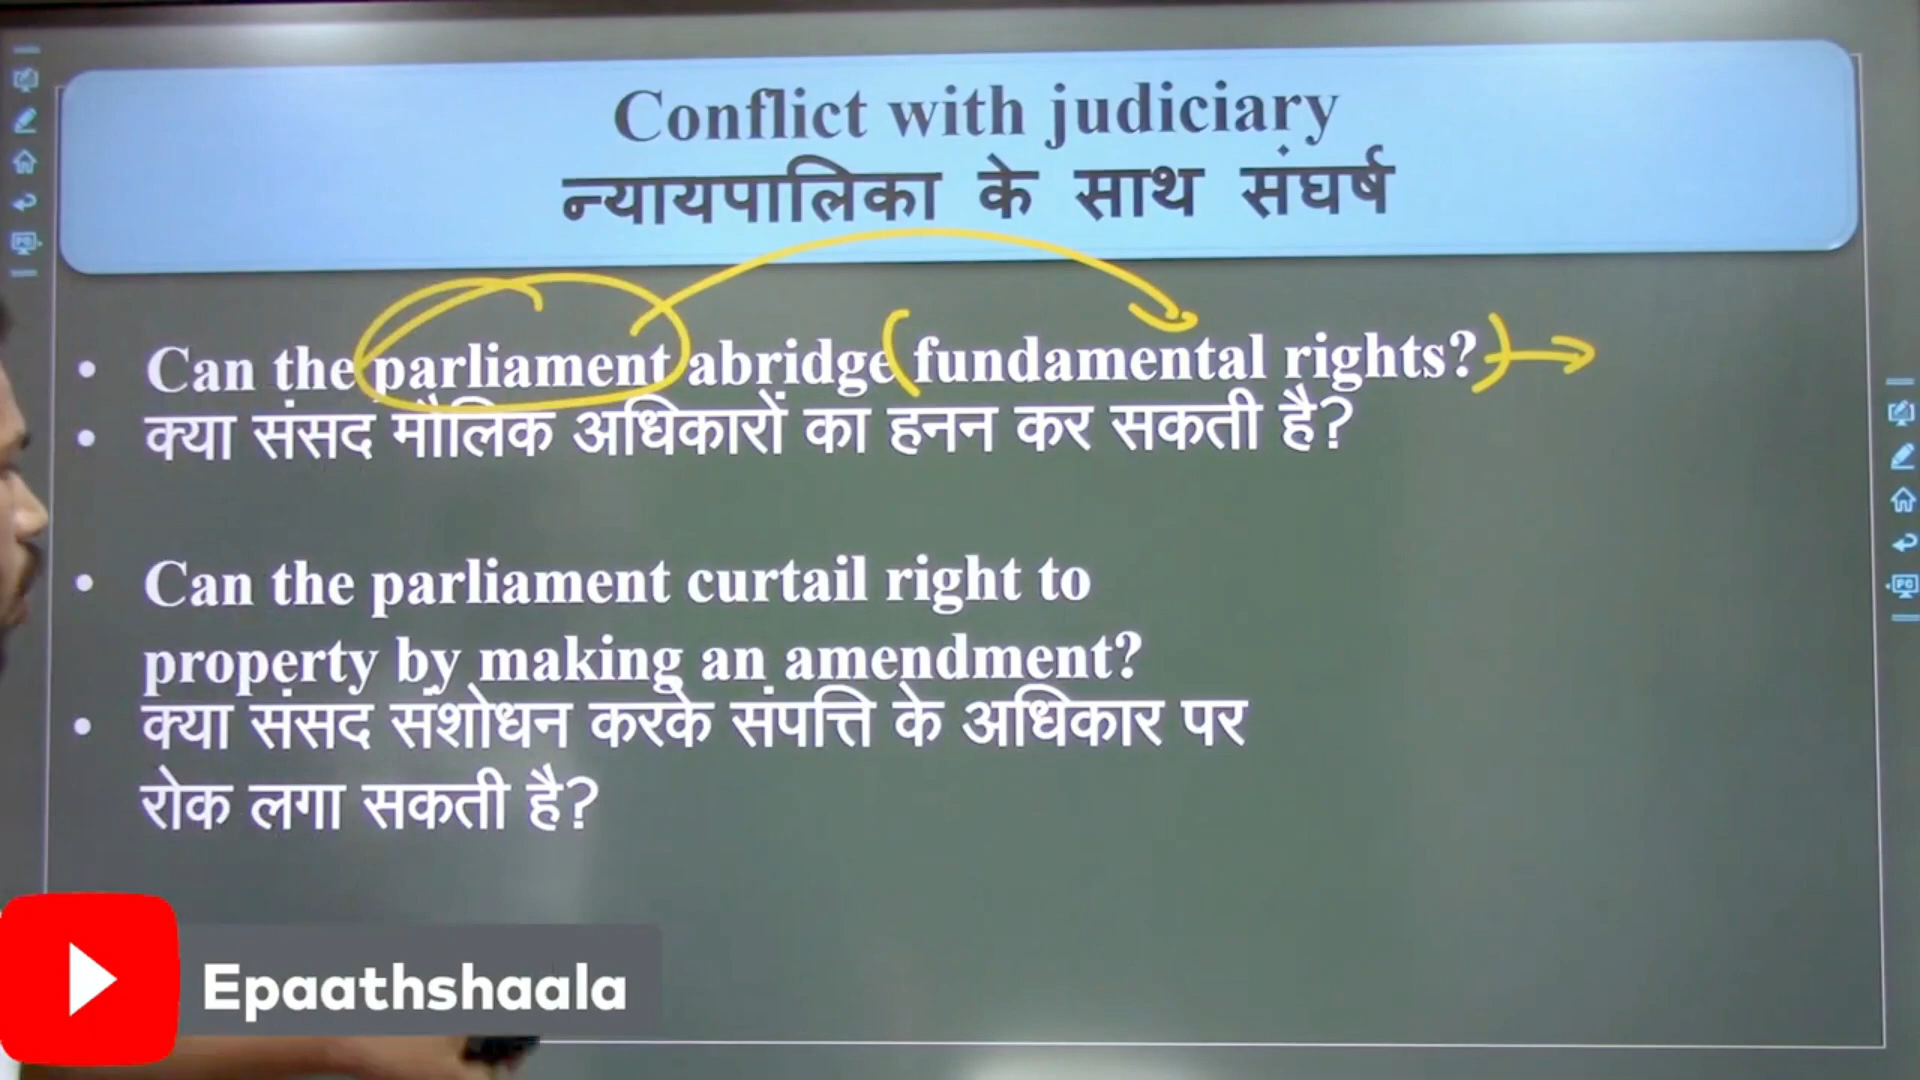 Conflict with judiciary
न्यायपालिका के साथ संघर्ष
• Can the parliament abridge fundamental rights?
• क्या संसद मौलिक अधिकारों का हनन कर सकती है?
• Can the parliament curtail right to
property by making an amendment?
• क्या संसद संशोधन करके संपत्ति के अधिकार पर
रोक लगा सकती है?
Epaathshaala